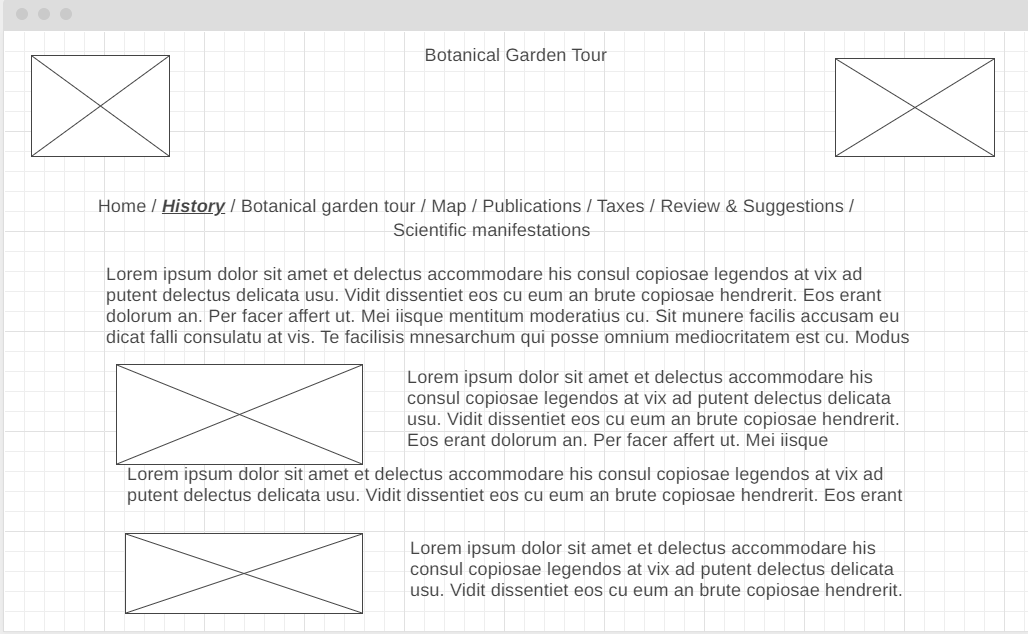 Botanical Garden Tour
Home / History / Botanical garden tour / Map / Publications / Taxes / Review & Suggestions /
Scientific manifestations
Lorem ipsum dolor sit amet et delectus accommodare his consul copiosae legendos at vix ad
putent delectus delicata usu. Vidit dissentiet eos cu eum an brute copiosae hendrerit. Eos erant
dolorum an. Per facer affert ut. Mei iisque mentitum moderatius cu. Sit munere facilis accusam eu
dicat falli consulatu at vis. Te facilisis mnesarchum qui posse omnium mediocritatem est cu. Modus
Lorem ipsum dolor sit amet et delectus accommodare his
consul copiosae legendos at vix ad putent delectus delicata
usu. Vidit dissentiet eos cu eum an brute copiosae hendrerit.
Eos erant dolorum an. Per facer affert ut. Mei iisque
Lorem ipsum dolor sit amet et delectus accommodare his consul copiosae legendos at vix ad
putent delectus delicata usu. Vidit dissentiet eos cu eum an brute copiosae hendrerit. Eos erant
Lorem ipsum dolor sit amet et delectus accommodare his
consul copiosae legendos at vix ad putent delectus delicata
usu. Vidit dissentiet eos cu eum an brute copiosae hendrerit.